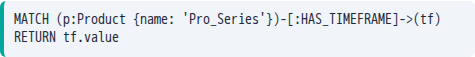 MATCH (p:Product {name: 'Pro_Series'})-[:HAS_TIMEFRAME]->(tf)
RETURN tf.value